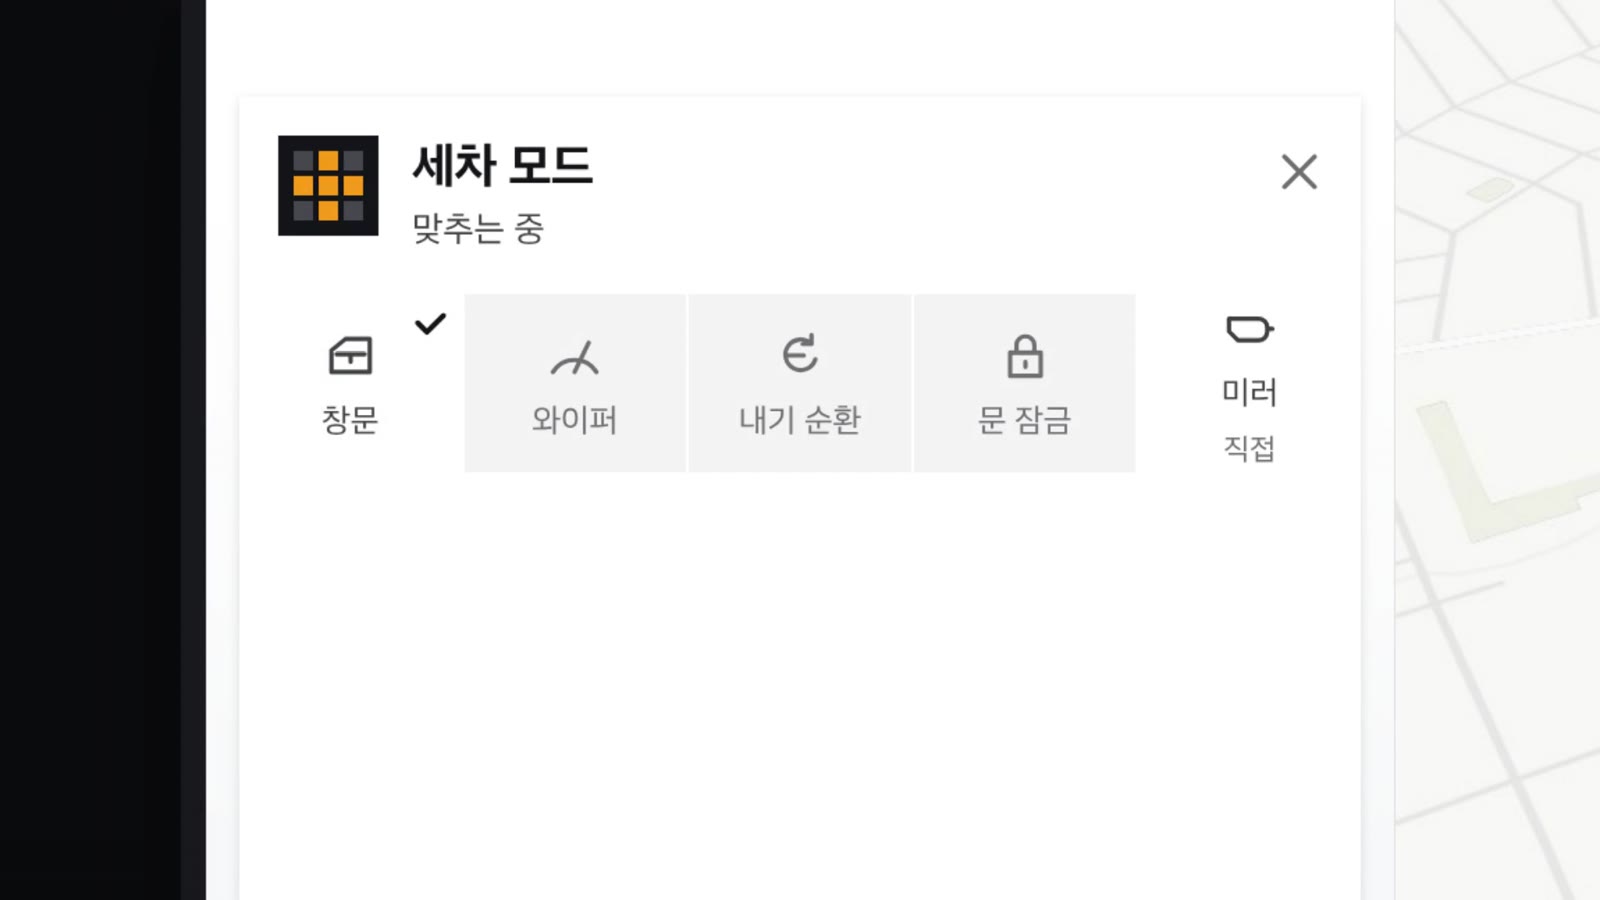 세차 모드
맞추는 중
창문
와이퍼
내기 순환
문 잠금
미러
직접